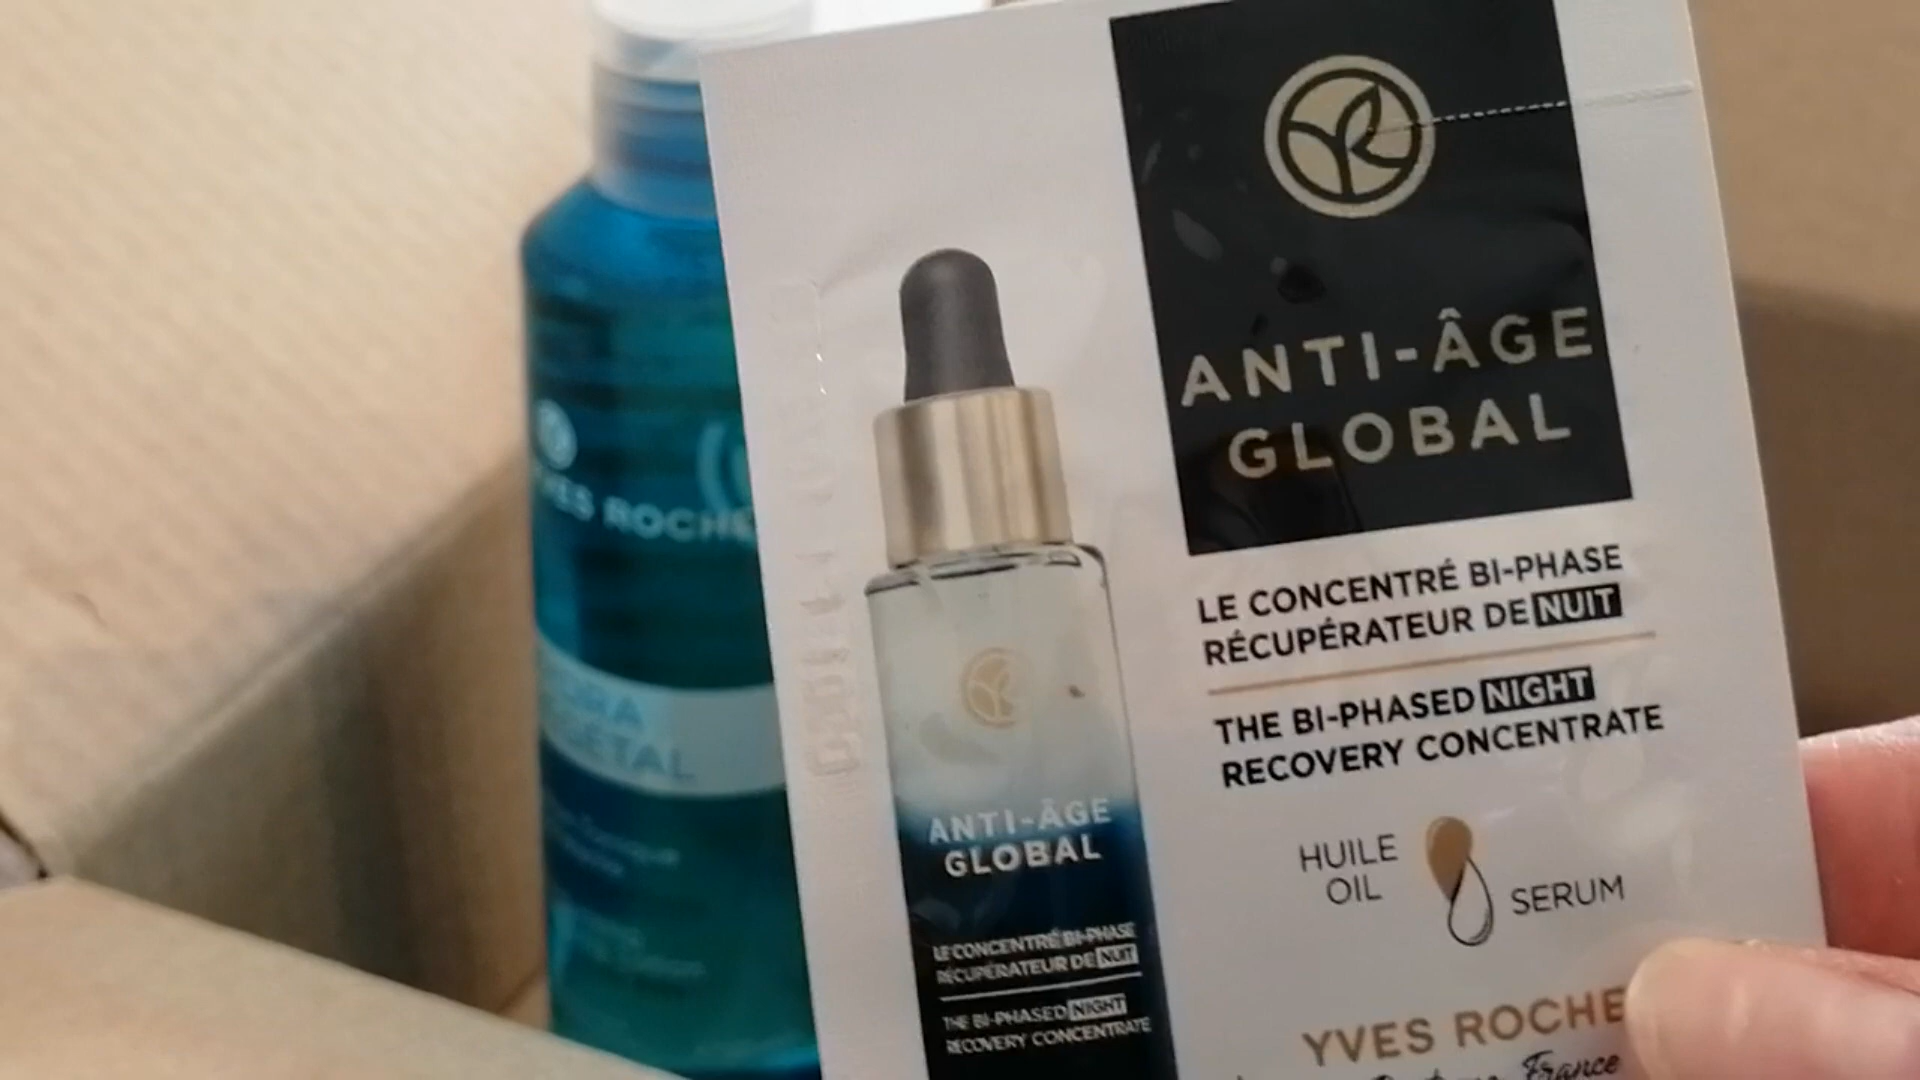 ANTI-ÂGE
GLOBAL
LE CONCENTRÉ BI-PHASE
RÉCUPÉRATEUR DE NUIT
THE BI-PHASED NIGHT
RECOVERY CONCENTRATE
HUILE
OIL
SERUM
YVES ROCHE
France
ANTI-ÂGE
GLOBAL
LE CONCENTRÉ BI-PHASE
RÉCUPÉRATEUR DE NUIT
THE BI-PHASED NIGHT
RECOVERY CONCENTRATE
YVES ROCHE